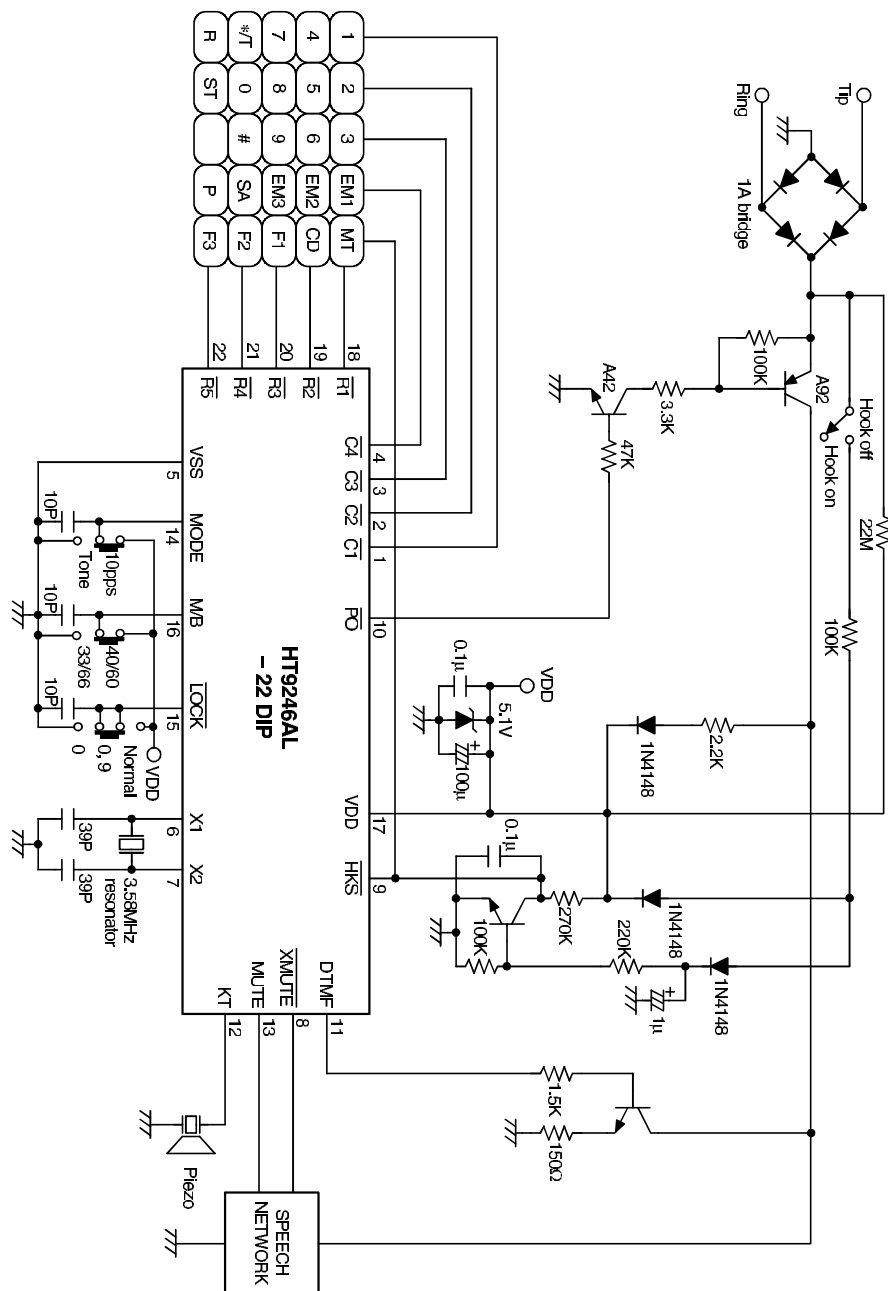 Tip
Ring
1A bridge
Hook off
Hook on
A92
22M
100K
100K
3.3K
A42
47K
2.2K
1N4148
1N4148
1N4148
VDD
0.1µ
5.1V
100µ
0.1µ
270K
220K
100K
1µ
1.5K
150Ω
1 2 3 EM1 MT
4 5 6 EM2 CD
7 8 9 EM3 F1
*/T 0 # SA F2
R ST P F3
4 3 2 1 10 17 9
C4 C3 C2 C1 PO VDD HKS
18 R1
19 R2
20 R3
21 R4
22 R5
HT9246AL
– 22 DIP
DTMF 11
XMUTE 8
MUTE 13
KT 12
VSS MODE M/B LOCK X1 X2
5 14 16 15 6 7
10P
10pps
Tone
10P
40/60
33/66
10P
Normal
0, 9
0
VDD
39P
39P
3.58MHz
resonator
Piezo
SPEECH
NETWORK